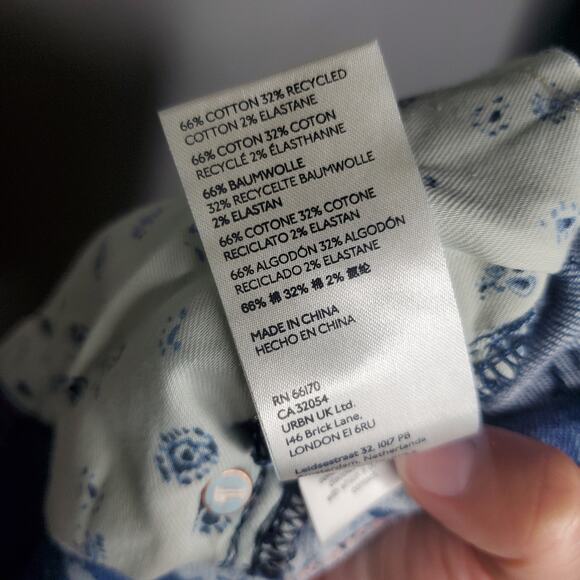 66% COTTON 32% RECYCLED
COTTON 2% ELASTANE
66% COTON 32% COTON
RECYCLÉ 2% ÉLASTHANNE
66% BAUMWOLLE
32% RECYCELTE BAUMWOLLE
2% ELASTAN
66% COTONE 32% COTONE
RECICLATO 2% ELASTAN
66% ALGODÓN 32% ALGODÓN
RECICLADO 2% ELASTANE
66% 棉 32% 棉 2% 氨纶
MADE IN CHINA
HECHO EN CHINA
RN 66170
CA 32054
URBN UK Ltd.
146 Brick Lane,
LONDON E1 6RU
Leidsestraat 32, 1017 PB
Amsterdam, Netherlands